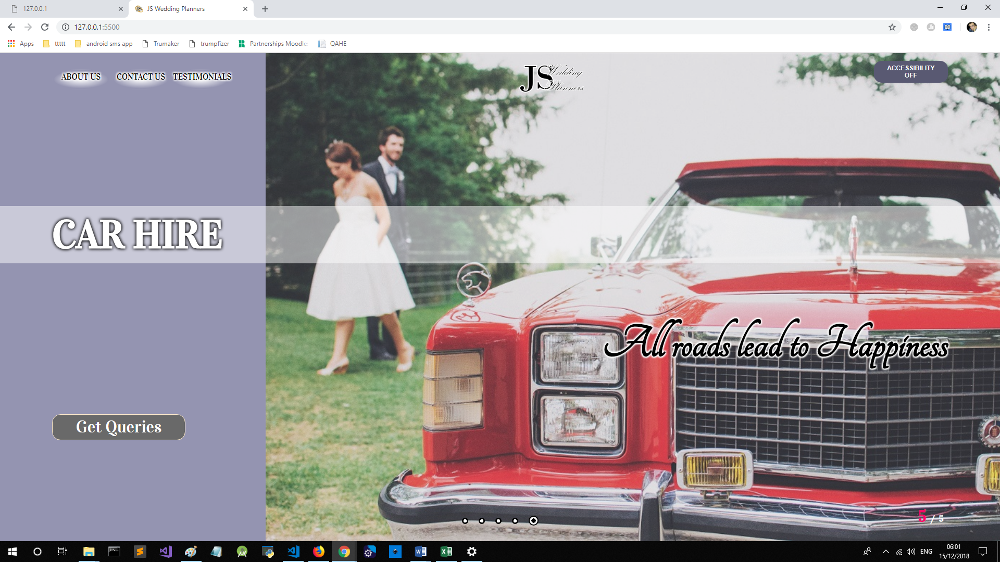 127.0.0.1
JS Wedding Planners
127.0.0.1:5500
Apps
ttttt
android sms app
Trumaker
trumpfizer
Partnerships Moodle
QAHE
ABOUT US
CONTACT US
TESTIMONIALS
JS Wedding
Planners
ACCESSIBILITY
OFF
CAR HIRE
All roads lead to Happiness
Get Queries
5 / 5
ENG
06:01
15/12/2018